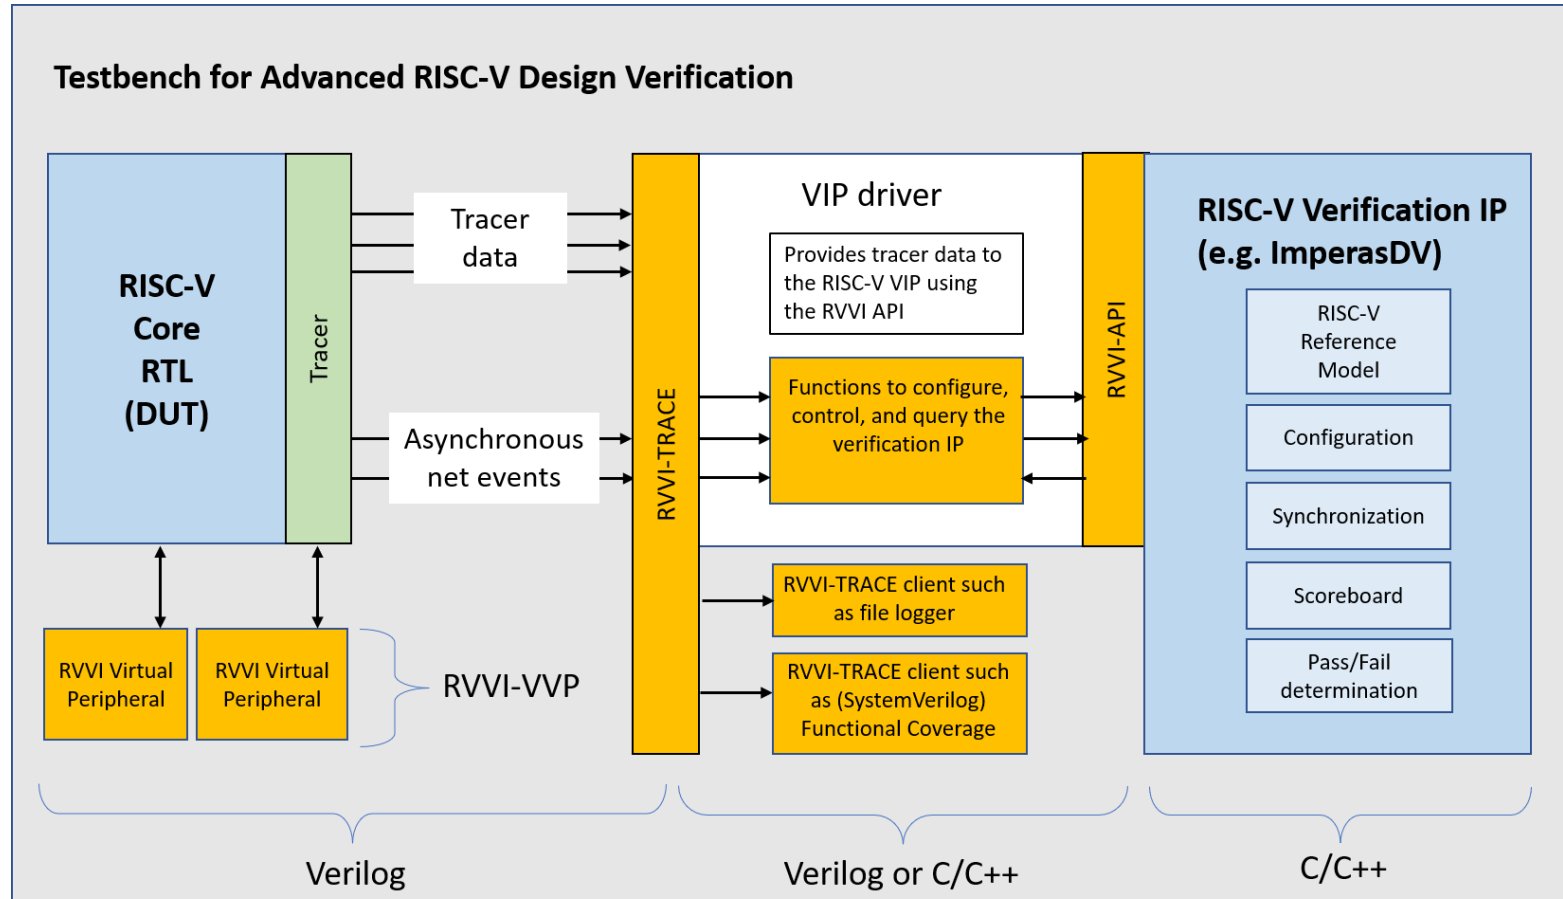 Testbench for Advanced RISC-V Design Verification
RISC-V
Core
RTL
(DUT)
Tracer
Tracer
data
Asynchronous
net events
RVVI-TRACE
VIP driver
Provides tracer data to
the RISC-V VIP using
the RVVI API
Functions to configure,
control, and query the
verification IP
RVVI-API
RISC-V Verification IP
(e.g. ImperasDV)
RISC-V
Reference
Model
Configuration
Synchronization
Scoreboard
Pass/Fail
determination
RVVI-TRACE client such
as file logger
RVVI-TRACE client such
as (SystemVerilog)
Functional Coverage
RVVI Virtual
Peripheral
RVVI Virtual
Peripheral
RVVI-VVP
Verilog
Verilog or C/C++
C/C++